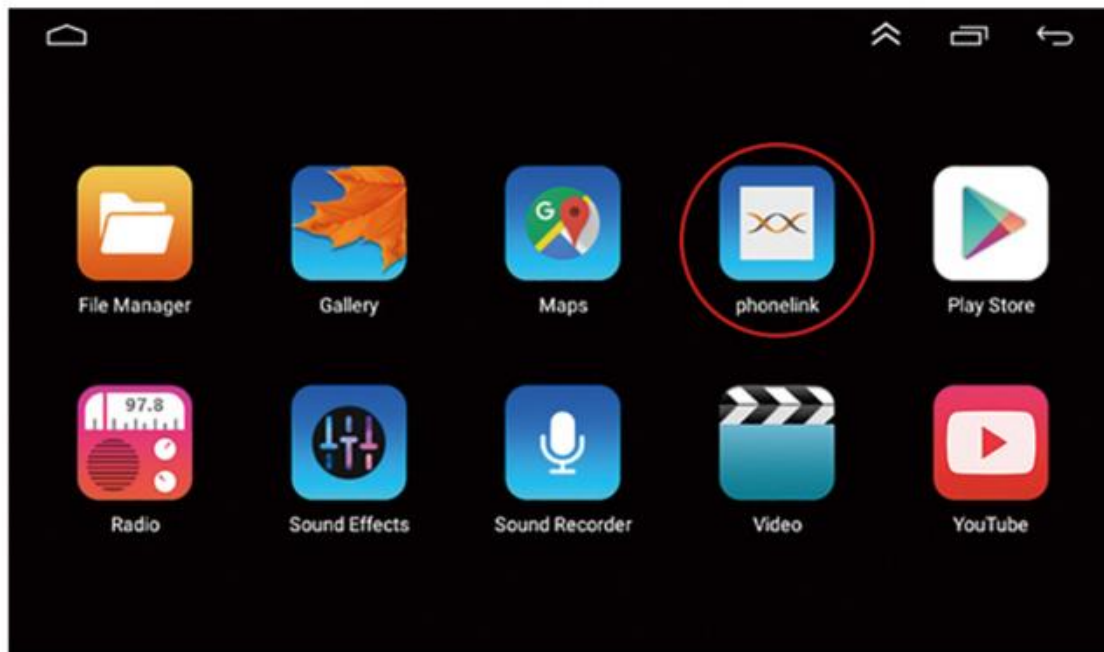 File Manager
Gallery
G
Maps
phonelink
Play Store
97.8
Radio
Sound Effects
Sound Recorder
Video
YouTube